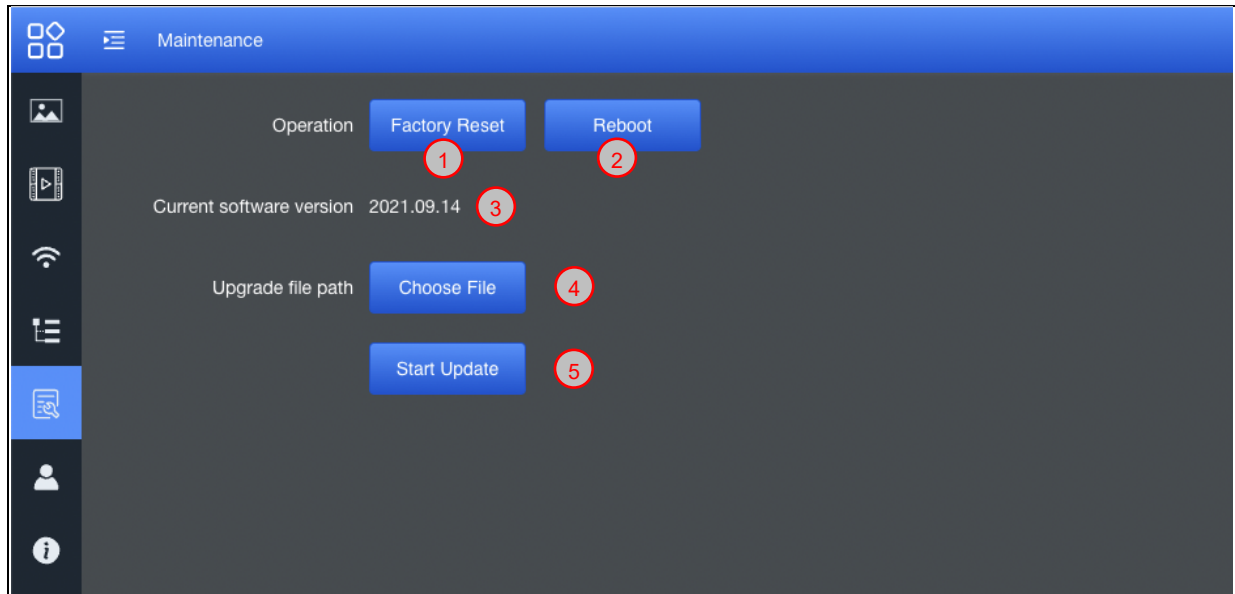 Maintenance
Operation Factory Reset Reboot
1 2
Current software version 2021.09.14 3
Upgrade file path Choose File 4
Start Update 5